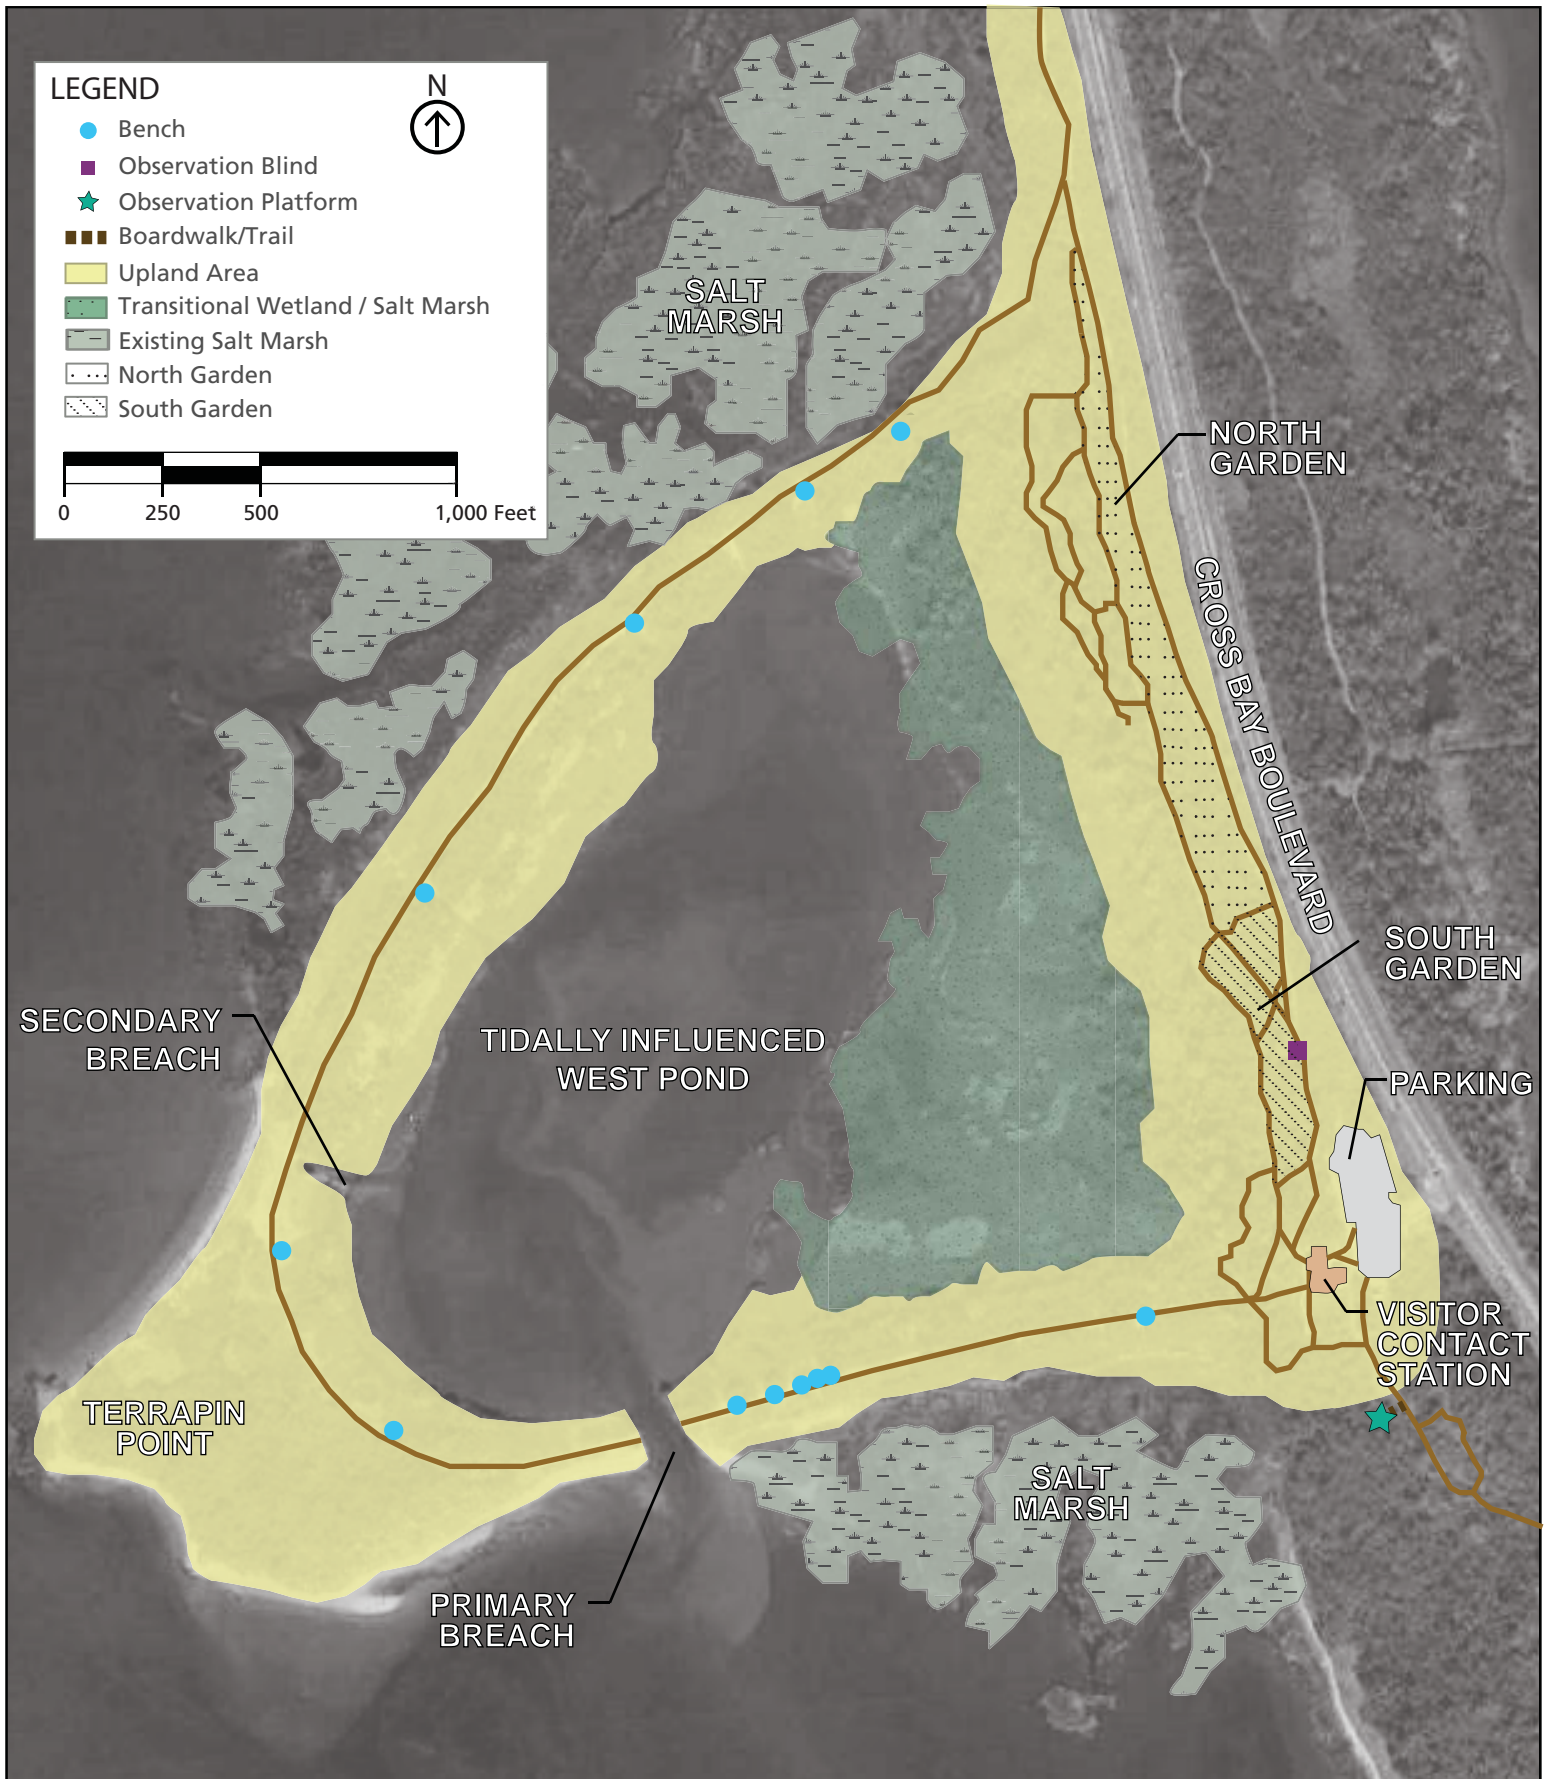 LEGEND
N
Bench
Observation Blind
Observation Platform
Boardwalk/Trail
Upland Area
Transitional Wetland / Salt Marsh
Existing Salt Marsh
North Garden
South Garden
0 250 500 1,000 Feet
SALT
MARSH
NORTH
GARDEN
CROSS BAY BOULEVARD
SOUTH
GARDEN
SECONDARY
BREACH
TIDALLY INFLUENCED
WEST POND
PARKING
VISITOR
CONTACT
STATION
TERRAPIN
POINT
SALT
MARSH
PRIMARY
BREACH